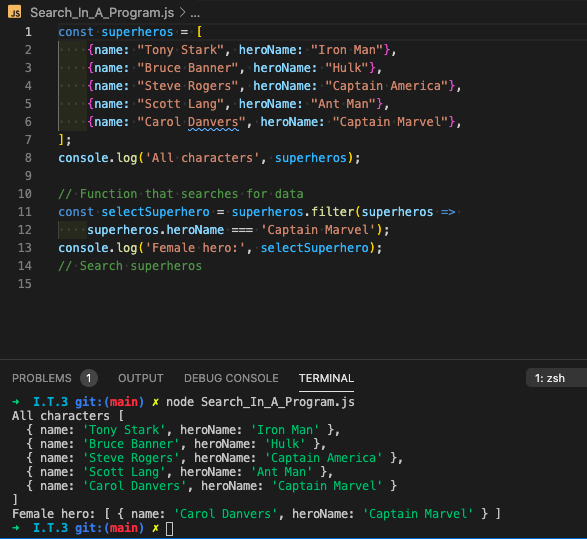 JS Search_In_A_Program.js > ...
1 const superheros = [
2 {name: "Tony Stark", heroName: "Iron Man"},
3 {name: "Bruce Banner", heroName: "Hulk"},
4 {name: "Steve Rogers", heroName: "Captain America"},
5 {name: "Scott Lang", heroName: "Ant Man"},
6 {name: "Carol Danvers", heroName: "Captain Marvel"},
7 ];
8 console.log('All characters', superheros);
9
10 // Function that searches for data
11 const selectSuperhero = superheros.filter(superheros =>
12 superheros.heroName === 'Captain Marvel');
13 console.log('Female hero:', selectSuperhero);
14 // Search superheros
15
PROBLEMS 1 OUTPUT DEBUG CONSOLE TERMINAL 1: zsh
➜ I.T.3 git:(main) ✗ node Search_In_A_Program.js
All characters [
{ name: 'Tony Stark', heroName: 'Iron Man' },
{ name: 'Bruce Banner', heroName: 'Hulk' },
{ name: 'Steve Rogers', heroName: 'Captain America' },
{ name: 'Scott Lang', heroName: 'Ant Man' },
{ name: 'Carol Danvers', heroName: 'Captain Marvel' }
]
Female hero: [ { name: 'Carol Danvers', heroName: 'Captain Marvel' } ]
➜ I.T.3 git:(main) ✗